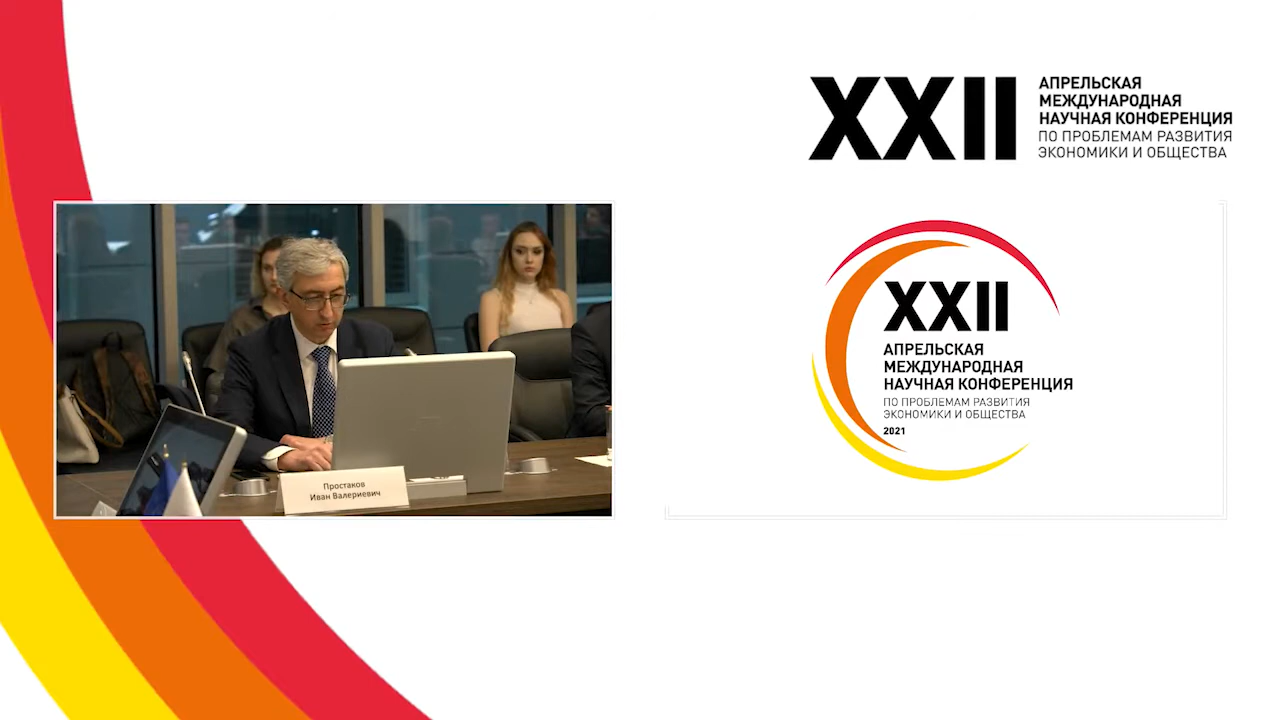 XXII
АПРЕЛЬСКАЯ
МЕЖДУНАРОДНАЯ
НАУЧНАЯ КОНФЕРЕНЦИЯ
ПО ПРОБЛЕМАМ РАЗВИТИЯ
ЭКОНОМИКИ И ОБЩЕСТВА
XXII
АПРЕЛЬСКАЯ
МЕЖДУНАРОДНАЯ
НАУЧНАЯ КОНФЕРЕНЦИЯ
ПО ПРОБЛЕМАМ РАЗВИТИЯ
ЭКОНОМИКИ И ОБЩЕСТВА
2021
Простаков
Иван Валериевич